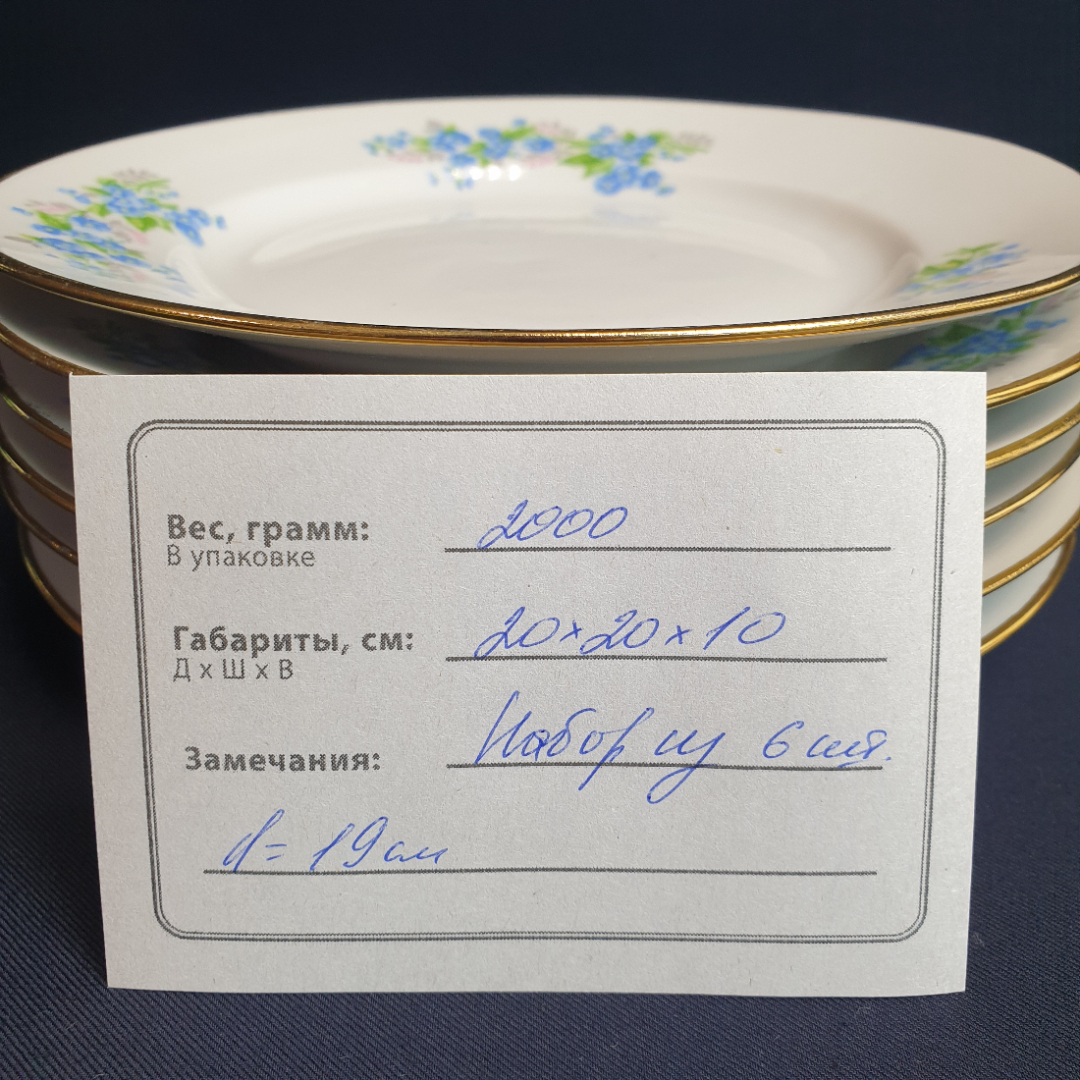 Вес, грамм: 2000
В упаковке
Габариты, см: 20 x 20 x 10
Д x Ш x В
Замечания: Набор из 6 шт.
d = 19 см